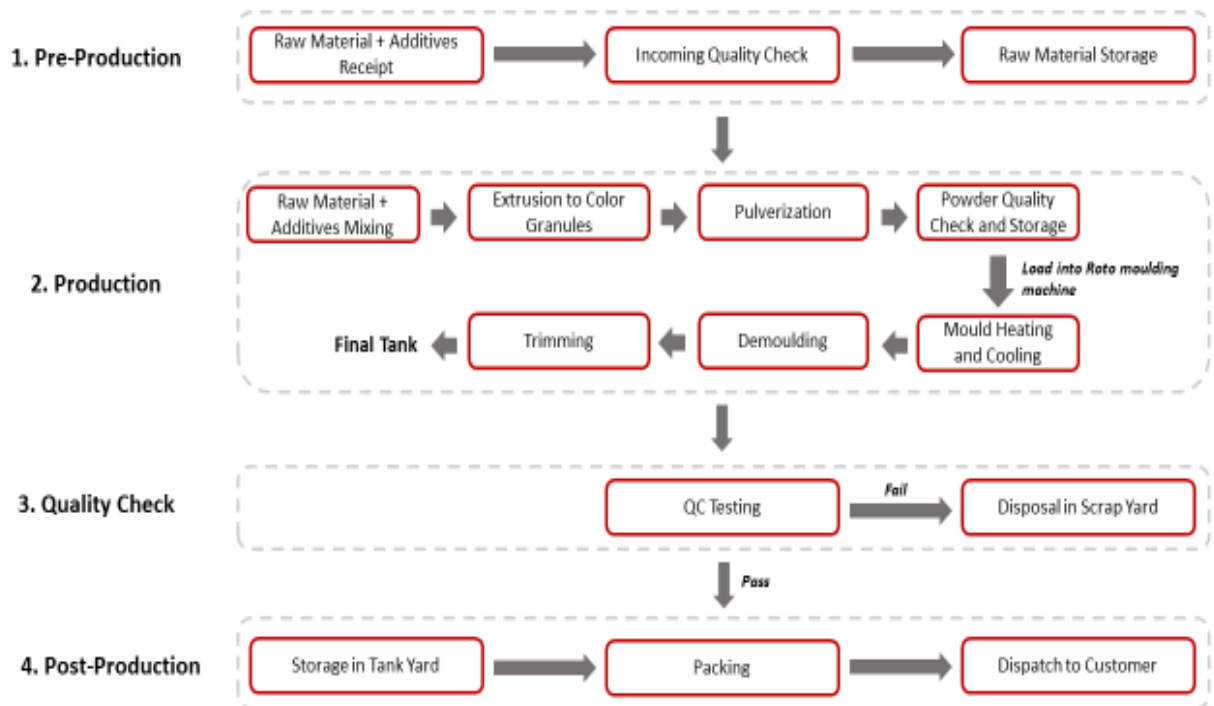 1. Pre-Production
Raw Material + Additives
Receipt
Incoming Quality Check
Raw Material Storage
2. Production
Raw Material +
Additives Mixing
Extrusion to Color
Granules
Pulverization
Powder Quality
Check and Storage
Load into Roto moulding
machine
Mould Heating
and Cooling
Demoulding
Trimming
Final Tank
3. Quality Check
QC Testing
Fail
Disposal in Scrap Yard
Pass
4. Post-Production
Storage in Tank Yard
Packing
Dispatch to Customer